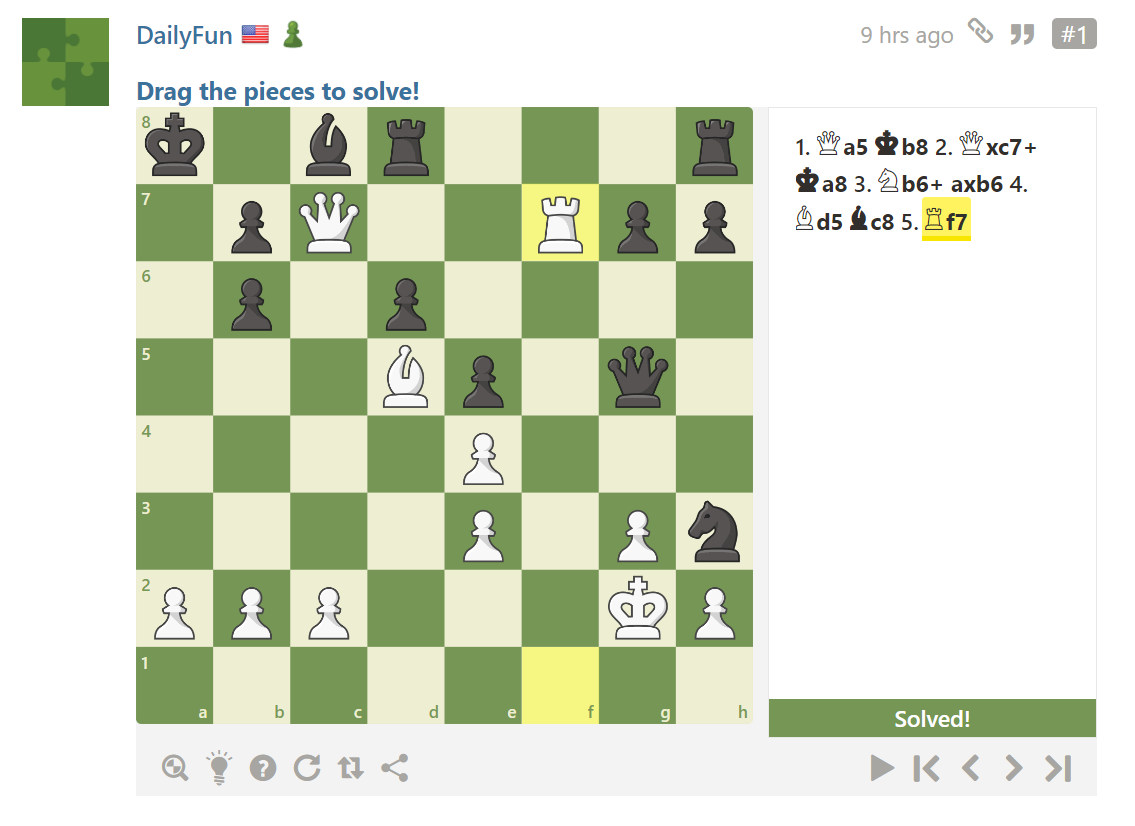 DailyFun
9 hrs ago
#1
Drag the pieces to solve!
8
7
6
5
4
3
2
1
a b c d e f g h
1. ♕a5 ♚b8 2. ♕xc7+
♚a8 3. ♘b6+ axb6 4.
♗d5 ♝c8 5. ♖f7
Solved!